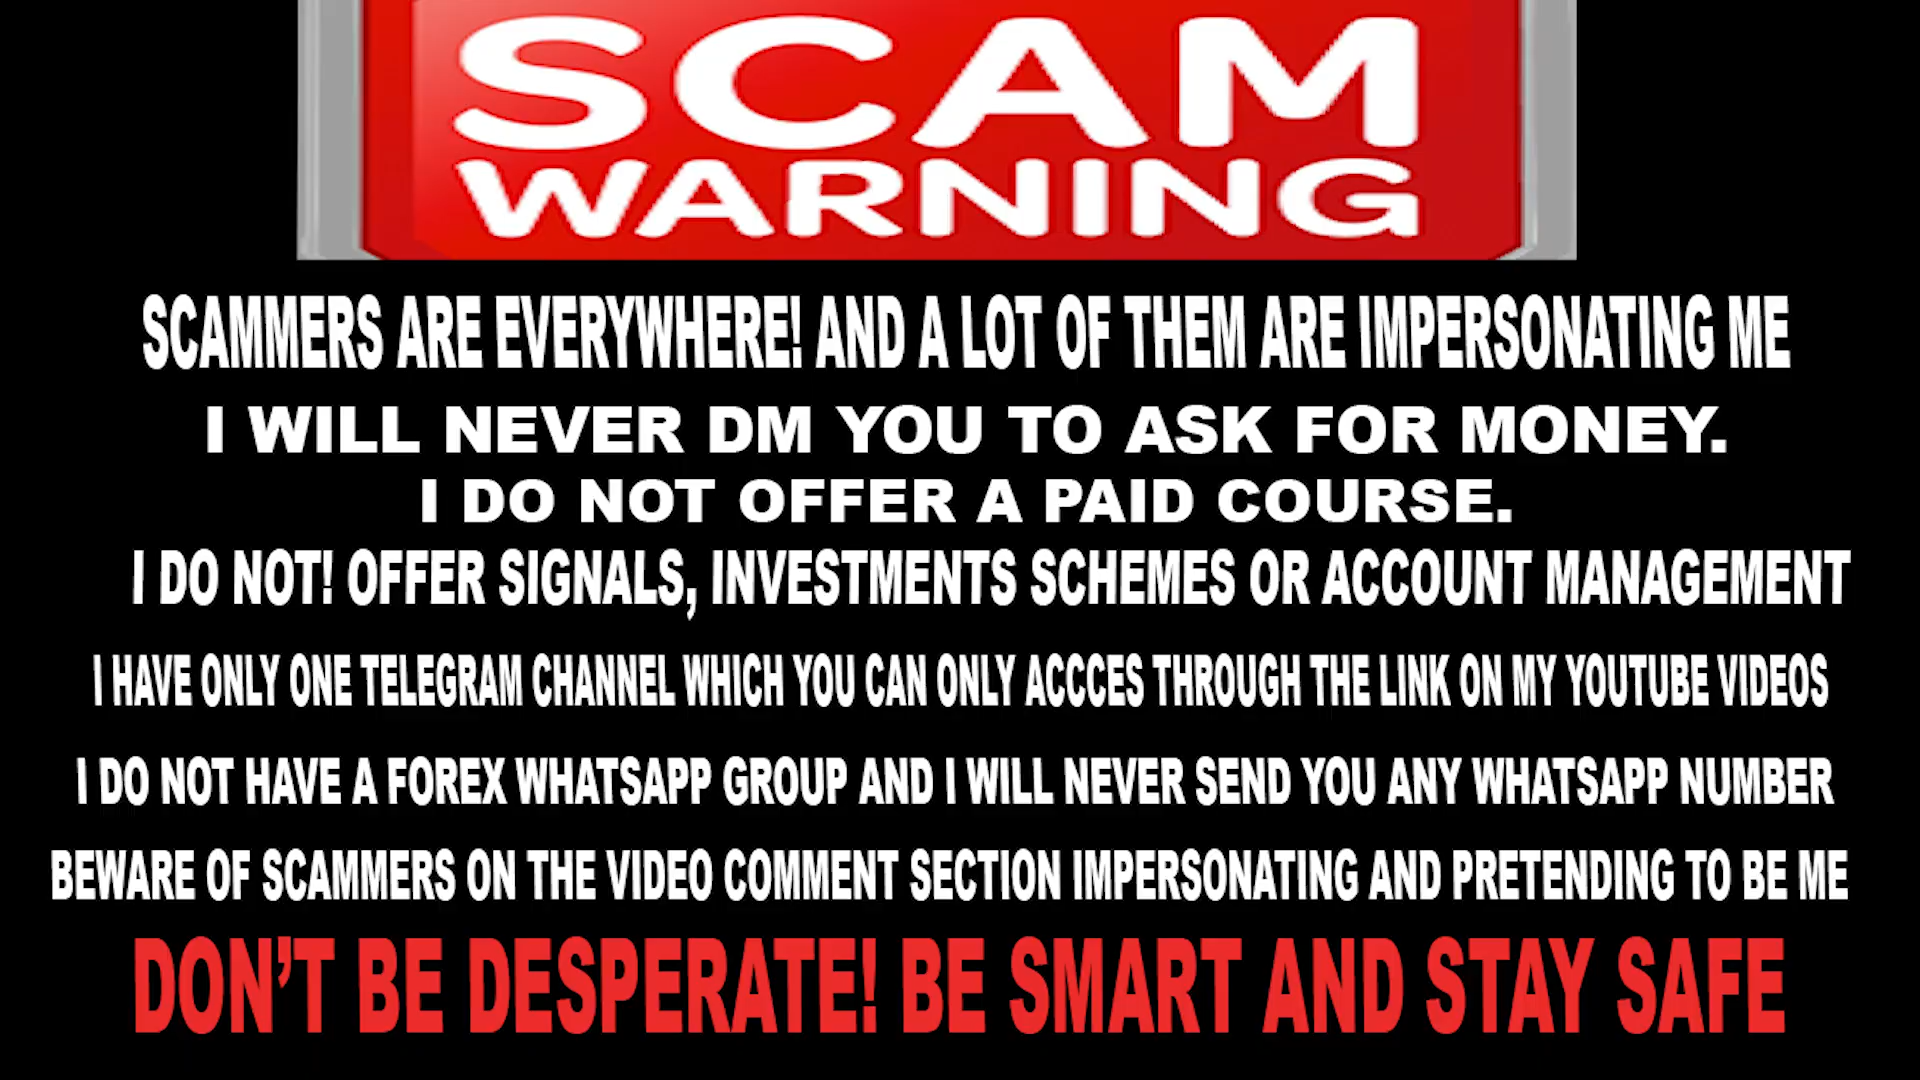 SCAM
WARNING
SCAMMERS ARE EVERYWHERE! AND A LOT OF THEM ARE IMPERSONATING ME
I WILL NEVER DM YOU TO ASK FOR MONEY.
I DO NOT OFFER A PAID COURSE.
I DO NOT! OFFER SIGNALS, INVESTMENTS SCHEMES OR ACCOUNT MANAGEMENT
I HAVE ONLY ONE TELEGRAM CHANNEL WHICH YOU CAN ONLY ACCCES THROUGH THE LINK ON MY YOUTUBE VIDEOS
I DO NOT HAVE A FOREX WHATSAPP GROUP AND I WILL NEVER SEND YOU ANY WHATSAPP NUMBER
BEWARE OF SCAMMERS ON THE VIDEO COMMENT SECTION IMPERSONATING AND PRETENDING TO BE ME
DON'T BE DESPERATE! BE SMART AND STAY SAFE